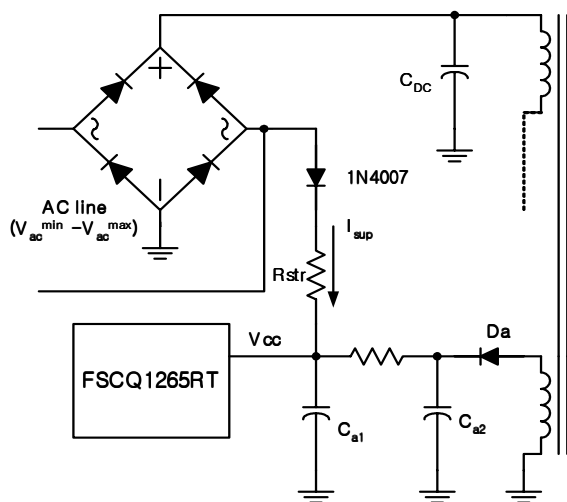 C_DC
1N4007
AC line
(V_ac^min –V_ac^max)
I_sup
Rstr
Vcc
Da
FSCQ1265RT
C_a1
C_a2